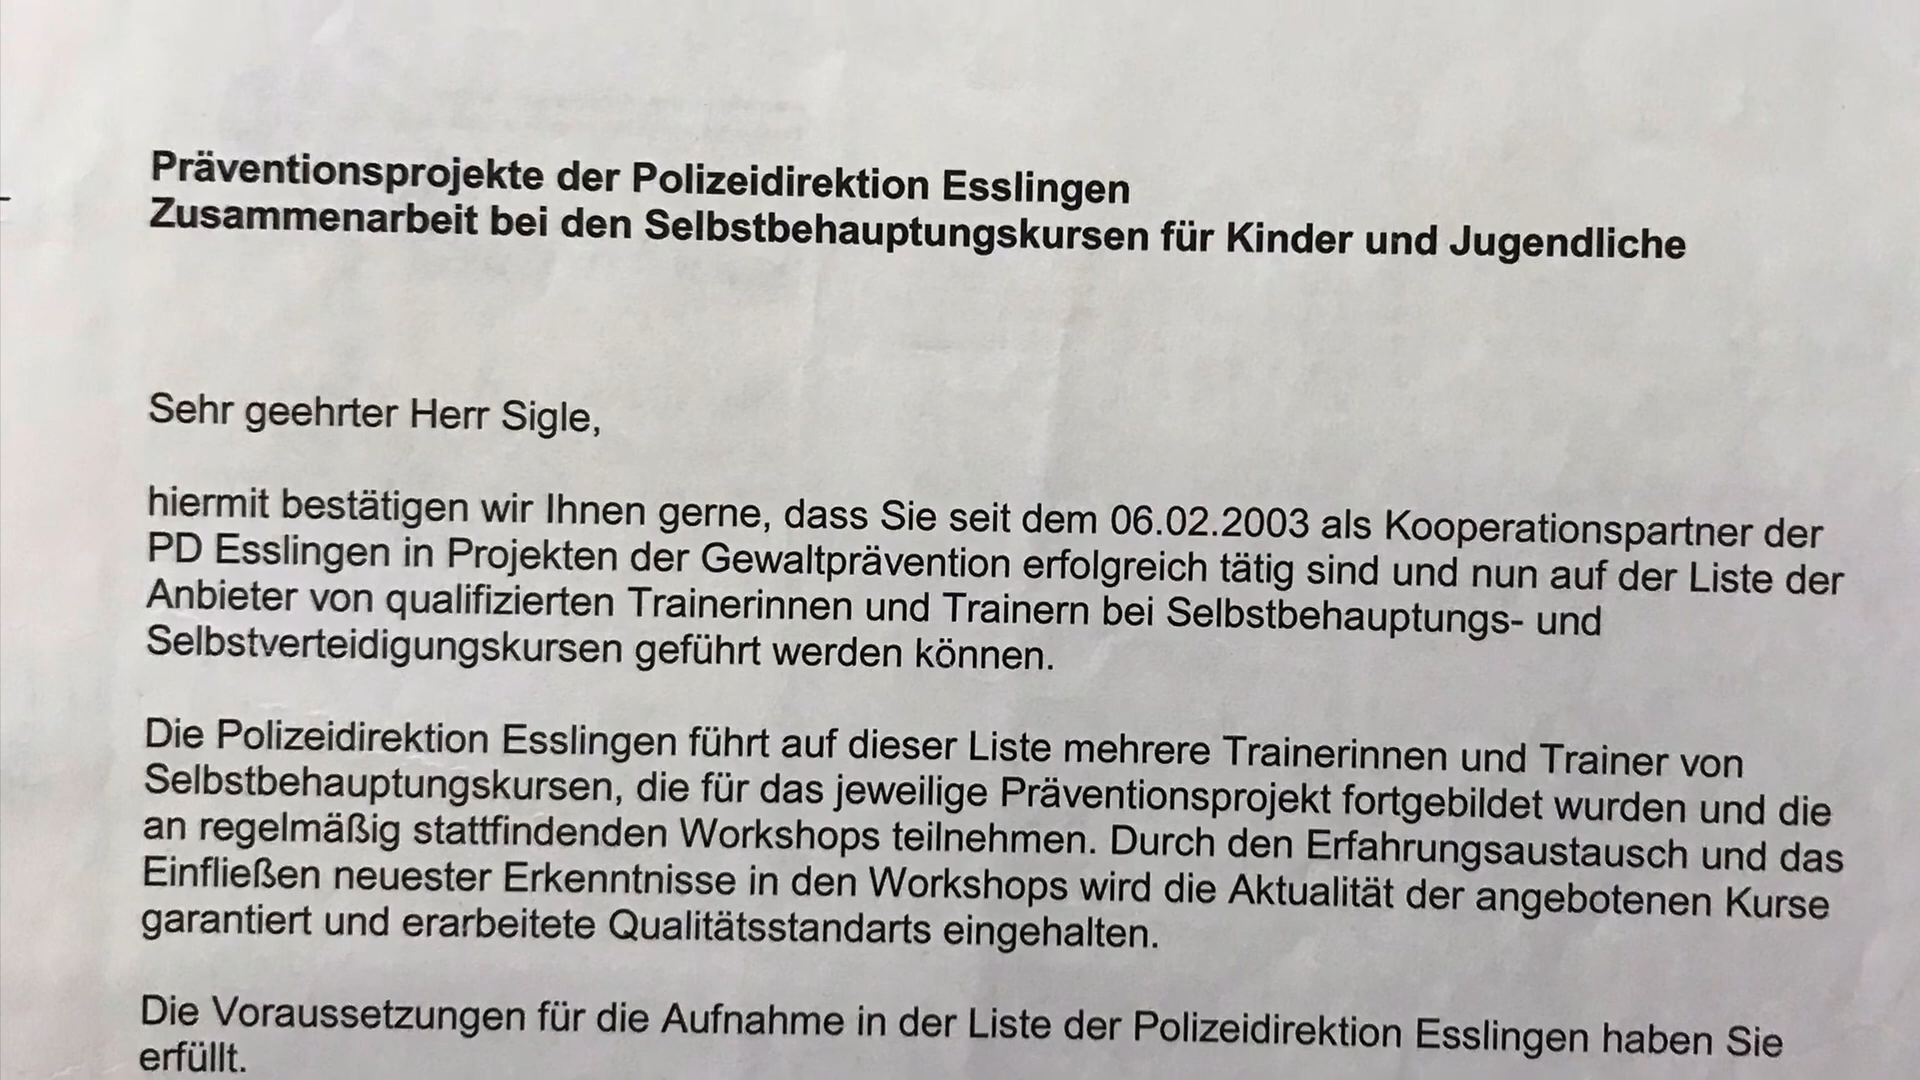 Präventionsprojekte der Polizeidirektion Esslingen
Zusammenarbeit bei den Selbstbehauptungskursen für Kinder und Jugendliche
Sehr geehrter Herr Sigle,
hiermit bestätigen wir Ihnen gerne, dass Sie seit dem 06.02.2003 als Kooperationspartner der
PD Esslingen in Projekten der Gewaltprävention erfolgreich tätig sind und nun auf der Liste der
Anbieter von qualifizierten Trainerinnen und Trainern bei Selbstbehauptungs- und
Selbstverteidigungskursen geführt werden können.
Die Polizeidirektion Esslingen führt auf dieser Liste mehrere Trainerinnen und Trainer von
Selbstbehauptungskursen, die für das jeweilige Präventionsprojekt fortgebildet wurden und die
an regelmäßig stattfindenden Workshops teilnehmen. Durch den Erfahrungsaustausch und das
Einfließen neuester Erkenntnisse in den Workshops wird die Aktualität der angebotenen Kurse
garantiert und erarbeitete Qualitätsstandarts eingehalten.
Die Voraussetzungen für die Aufnahme in der Liste der Polizeidirektion Esslingen haben Sie
erfüllt.